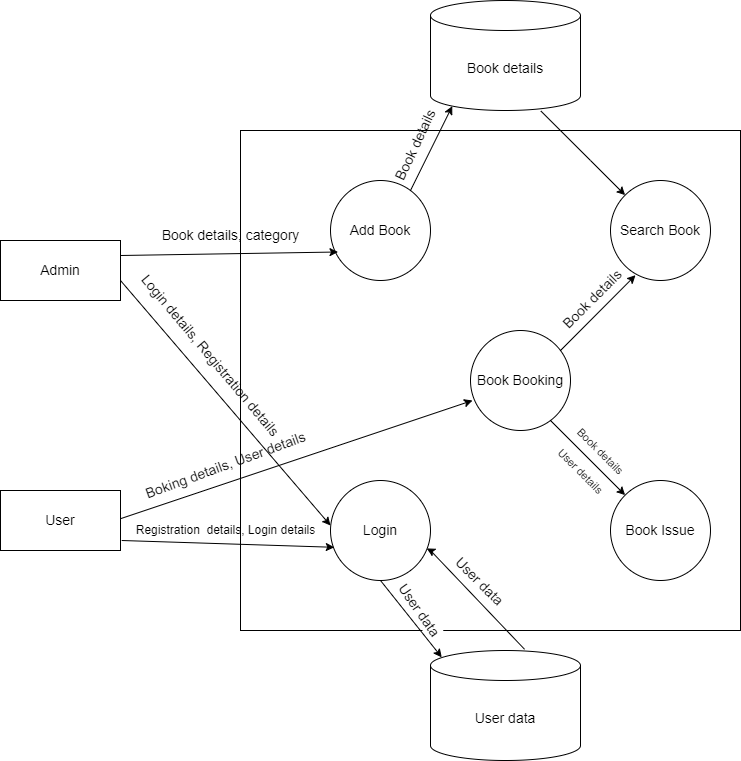 Book details
Book details
Add Book
Search Book
Book details, category
Admin
Login details, Registration details
Book details
Book Booking
Boking details, User details
Book details
User details
User
Registration  details, Login details
Login
Book Issue
User data
User data
User data